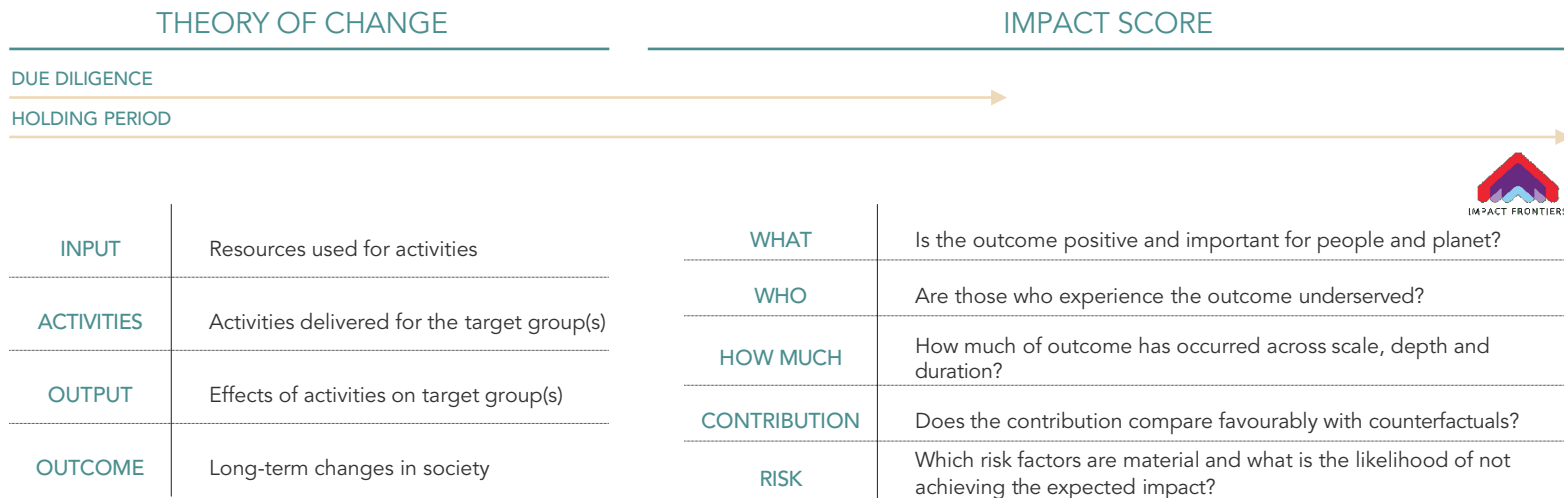 THEORY OF CHANGE
IMPACT SCORE
DUE DILIGENCE
HOLDING PERIOD
IMPACT FRONTIERS
INPUT
Resources used for activities
ACTIVITIES
Activities delivered for the target group(s)
OUTPUT
Effects of activities on target group(s)
OUTCOME
Long-term changes in society
WHAT
Is the outcome positive and important for people and planet?
WHO
Are those who experience the outcome underserved?
HOW MUCH
How much of outcome has occurred across scale, depth and
duration?
CONTRIBUTION
Does the contribution compare favourably with counterfactuals?
RISK
Which risk factors are material and what is the likelihood of not
achieving the expected impact?